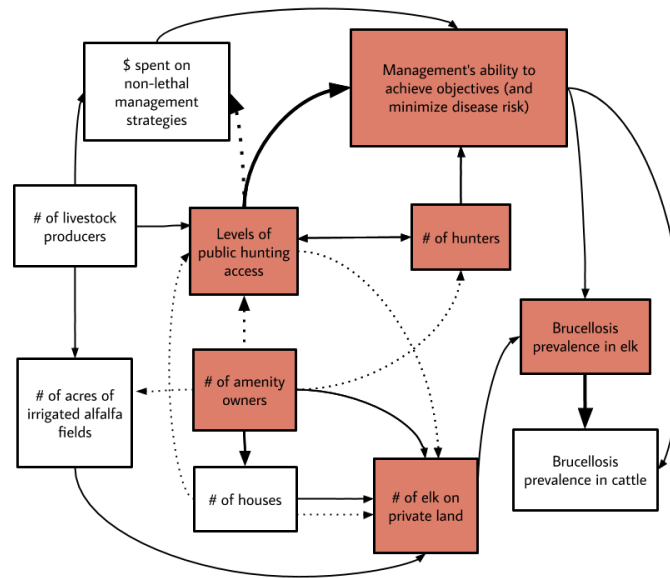 $ spent on
non-lethal
management
strategies
Management's ability to
achieve objectives (and
minimize disease risk)
# of livestock
producers
Levels of
public hunting
access
# of hunters
Brucellosis
prevalence in elk
# of amenity
owners
# of acres of
irrigated alfalfa
fields
Brucellosis
prevalence in cattle
# of houses
# of elk on
private land